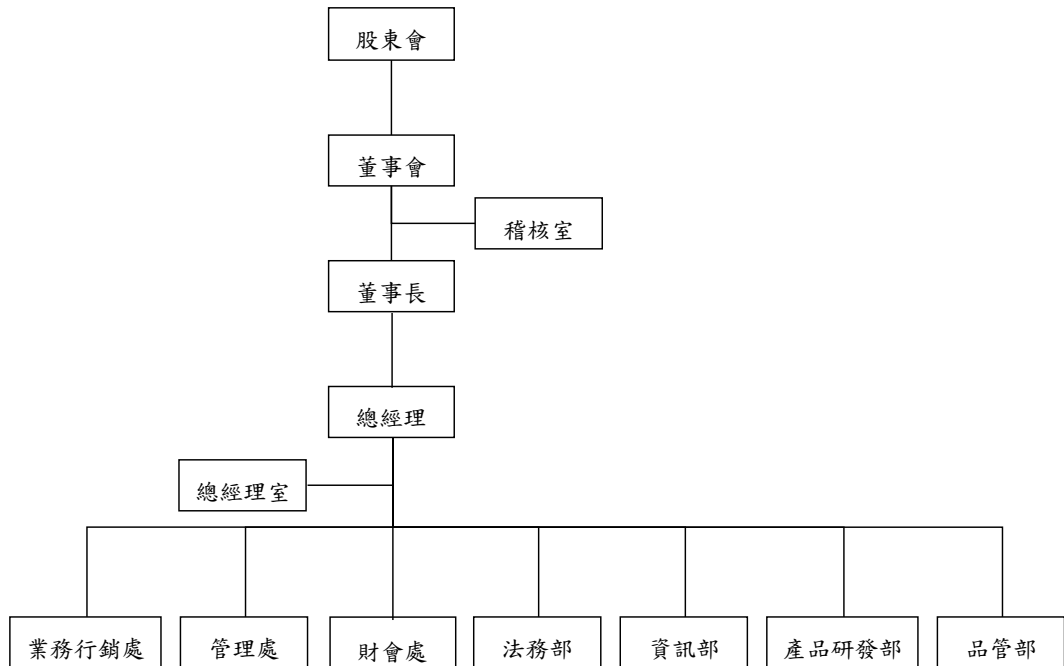 股東會
董事會
稽核室
董事長
總經理
總經理室
業務行銷處
管理處
財會處
法務部
資訊部
產品研發部
品管部